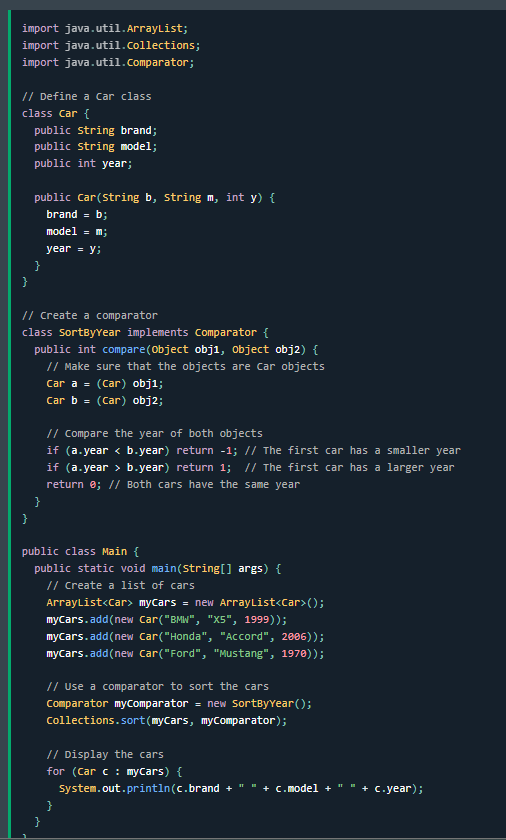 import java.util.ArrayList;
import java.util.Collections;
import java.util.Comparator;

// Define a Car class
class Car {
  public String brand;
  public String model;
  public int year;

  public Car(String b, String m, int y) {
    brand = b;
    model = m;
    year = y;
  }
}

// Create a comparator
class SortByYear implements Comparator {
  public int compare(Object obj1, Object obj2) {
    // Make sure that the objects are Car objects
    Car a = (Car) obj1;
    Car b = (Car) obj2;

    // Compare the year of both objects
    if (a.year < b.year) return -1; // The first car has a smaller year
    if (a.year > b.year) return 1;  // The first car has a larger year
    return 0; // Both cars have the same year
  }
}

public class Main {
  public static void main(String[] args) {
    // Create a list of cars
    ArrayList<Car> myCars = new ArrayList<Car>();
    myCars.add(new Car("BMW", "X5", 1999));
    myCars.add(new Car("Honda", "Accord", 2006));
    myCars.add(new Car("Ford", "Mustang", 1970));

    // Use a comparator to sort the cars
    Comparator myComparator = new SortByYear();
    Collections.sort(myCars, myComparator);

    // Display the cars
    for (Car c : myCars) {
      System.out.println(c.brand + " " + c.model + " " + c.year);
    }
  }
}